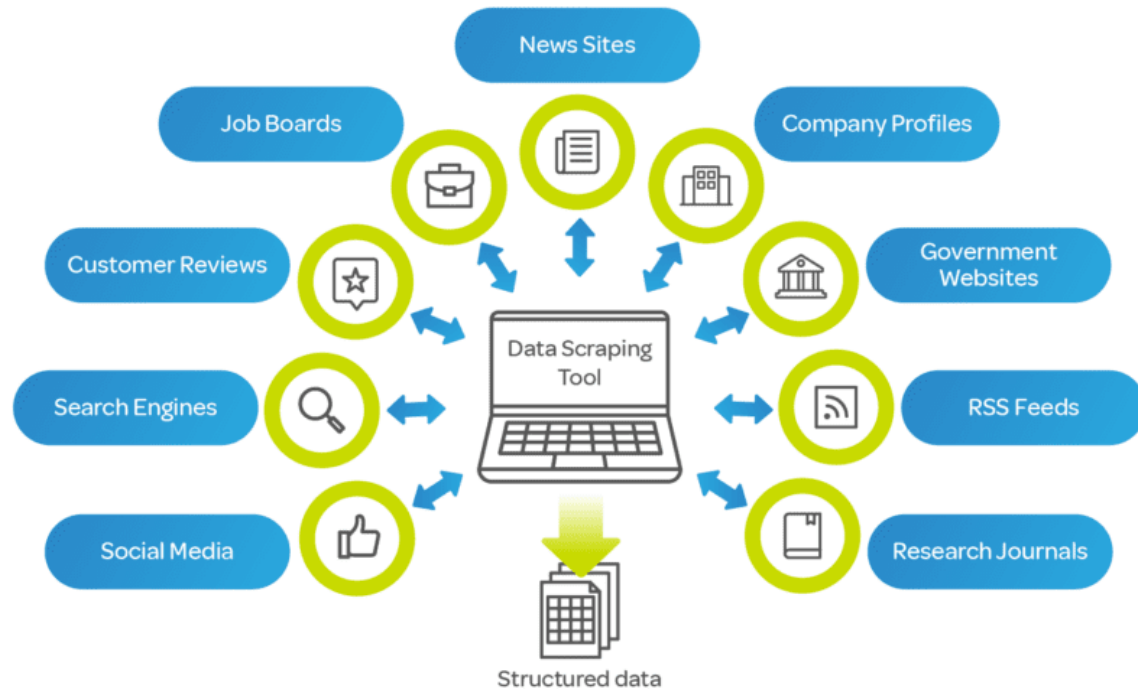 News Sites
Job Boards
Company Profiles
Customer Reviews
Government
Websites
Data Scraping
Tool
Search Engines
RSS Feeds
Social Media
Research Journals
Structured data